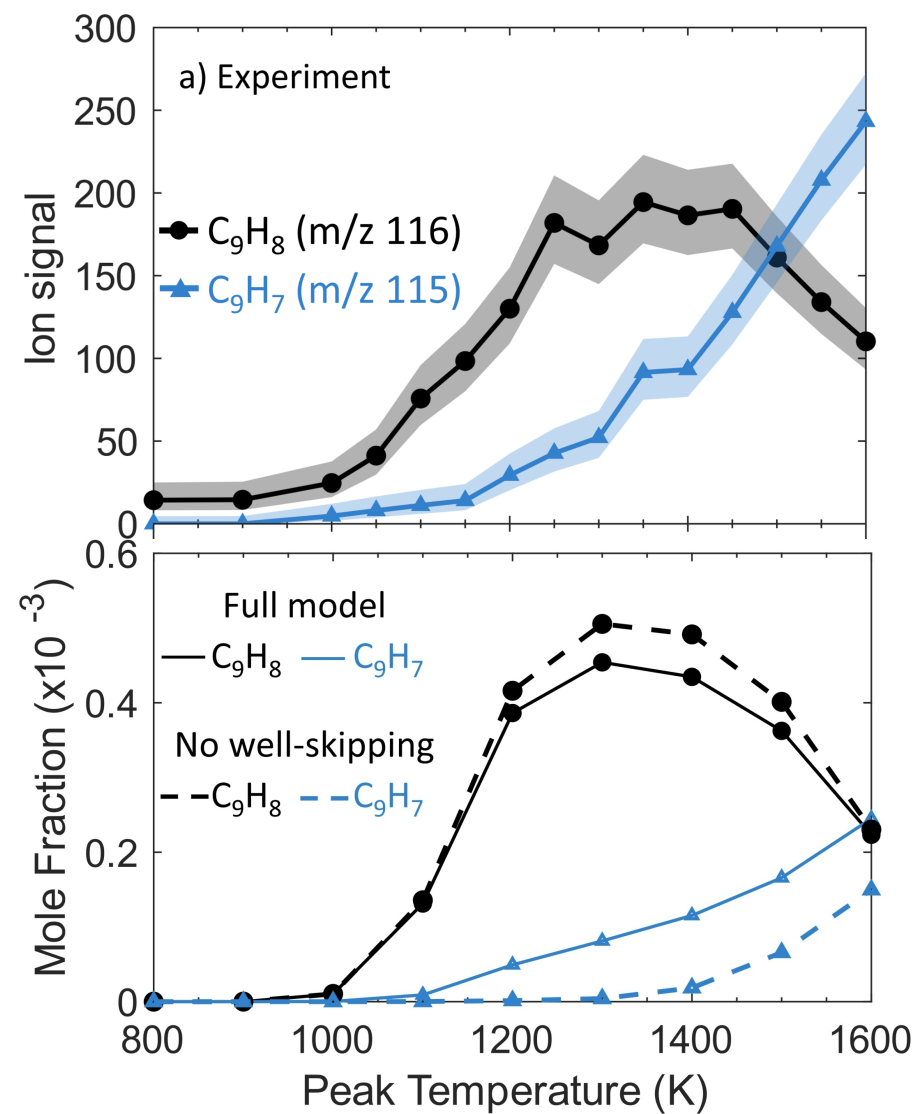 300
a) Experiment
250
200
C₉H₈ (m/z 116)
150
C₉H₇ (m/z 115)
100
50
0
Ion signal
0.6
Full model
C₉H₈ C₉H₇
0.4
No well-skipping
C₉H₈ C₉H₇
0.2
0
Mole Fraction (x10⁻³)
800 1000 1200 1400 1600
Peak Temperature (K)